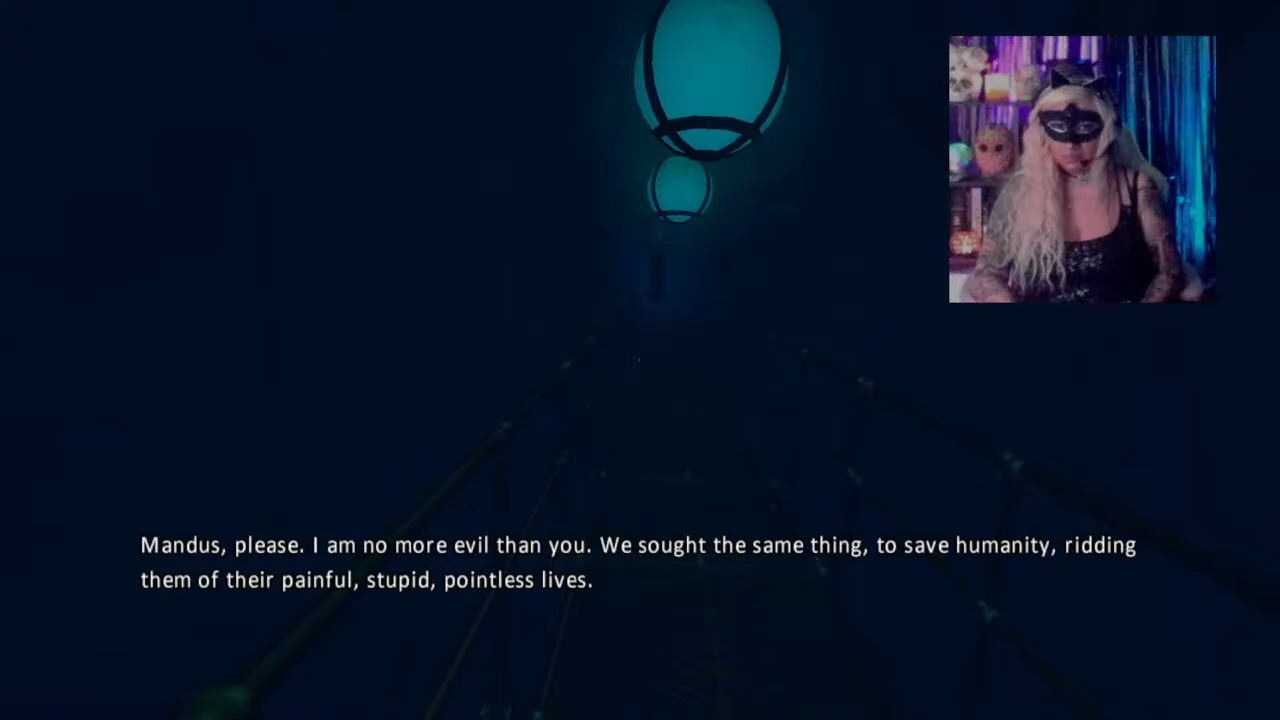 Mandus, please. I am no more evil than you. We sought the same thing, to save humanity, ridding
them of their painful, stupid, pointless lives.